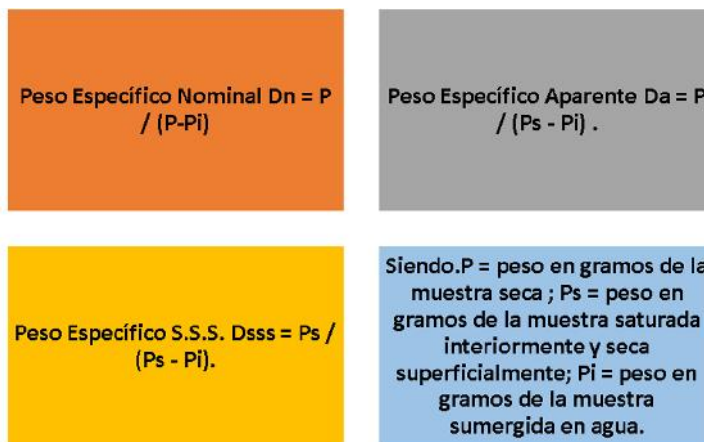 Peso Específico Nominal Dn = P
/ (P-Pi)
Peso Específico Aparente Da = P
/ (Ps - Pi) .
Peso Específico S.S.S. Dsss = Ps /
(Ps - Pi).
Siendo.P = peso en gramos de la
muestra seca ; Ps = peso en
gramos de la muestra saturada
interiormente y seca
superficialmente; Pi = peso en
gramos de la muestra
sumergida en agua.